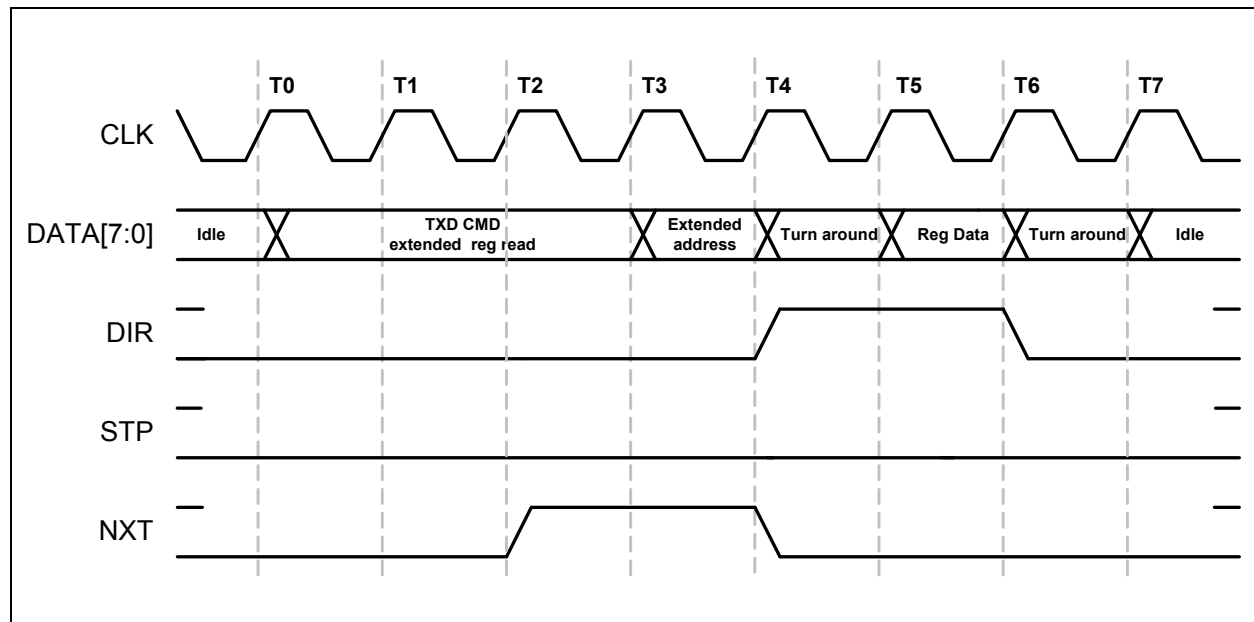 T0 T1 T2 T3 T4 T5 T6 T7
CLK
DATA[7:0]
Idle
TXD CMD
extended reg read
Extended
address
Turn around
Reg Data
Turn around
Idle
DIR
STP
NXT